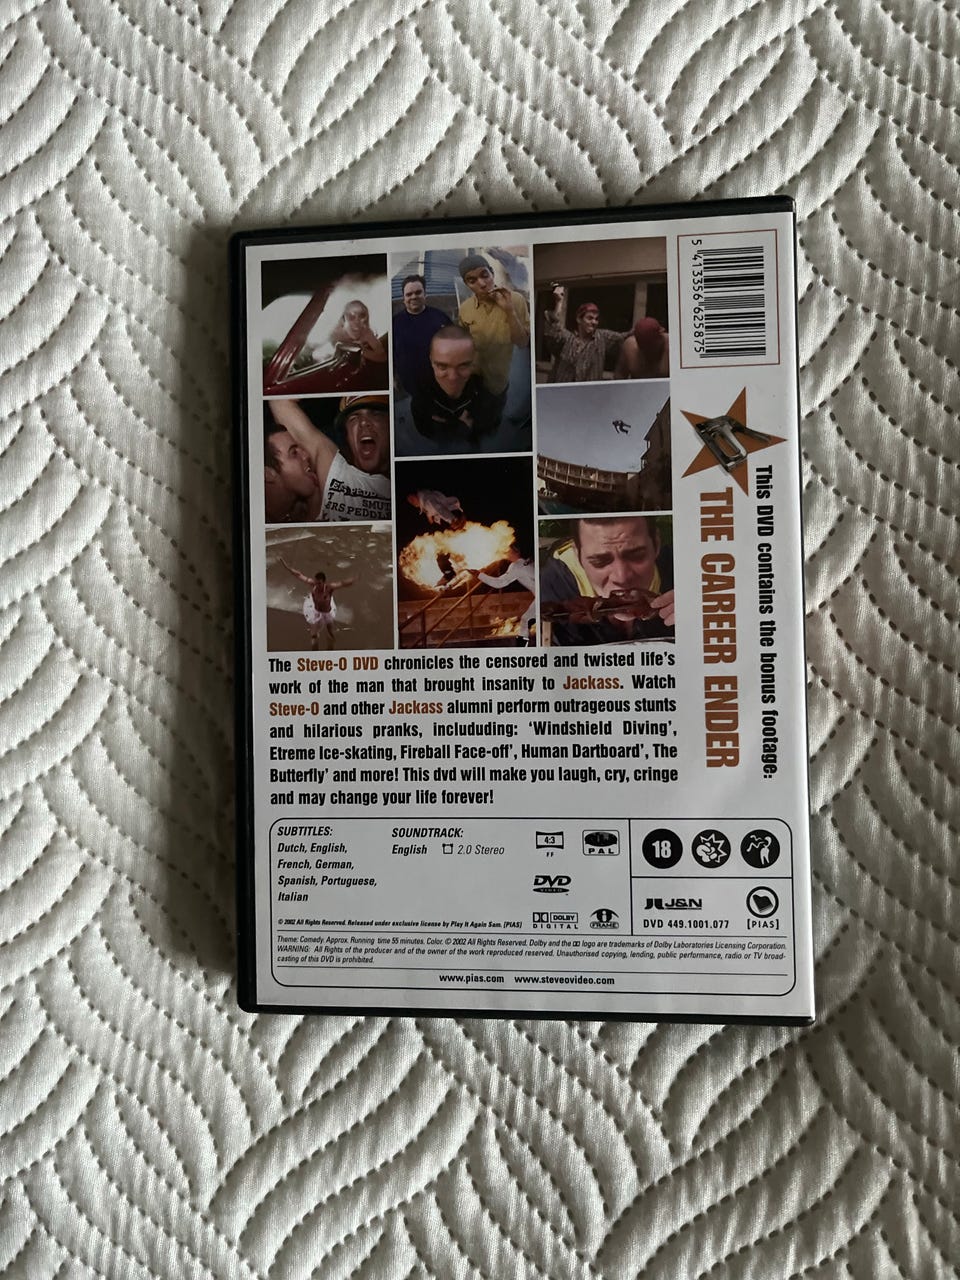 5 413356 625875
This DVD contains the bonus footage:
THE CAREER ENDER
The Steve-O DVD chronicles the censored and twisted life's
work of the man that brought insanity to Jackass. Watch
Steve-O and other Jackass alumni perform outrageous stunts
and hilarious pranks, includuding: ‘Windshield Diving’,
Etreme Ice-skating, Fireball Face-off’, Human Dartboard’, The
Butterfly’ and more! This dvd will make you laugh, cry, cringe
and may change your life forever!
SUBTITLES:
Dutch, English,
French, German,
Spanish, Portuguese,
Italian
SOUNDTRACK:
English 2.0 Stereo
4:3
FF
PAL
DVD
VIDEO
DOLBY
DIGITAL
FRAME
18
J&N
DVD 449.1001.077
[PIAS]
© 2002 All Rights Reserved. Released under exclusive license by Play It Again Sam. [PIAS]
Theme: Comedy. Approx. Running time 55 minutes. Color. © 2002 All Rights Reserved. Dolby and the logo are trademarks of Dolby Laboratories Licensing Corporation.
WARNING: All Rights of the producer and of the owner of the work reproduced reserved. Unauthorised copying, lending, public performance, radio or TV broad-
casting of this DVD is prohibited.
www.pias.com www.steveovideo.com